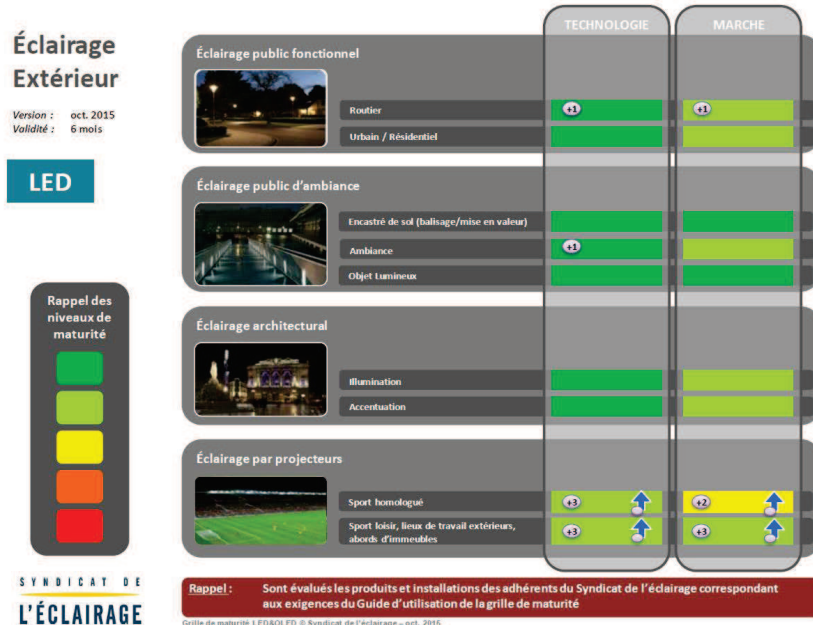 TECHNOLOGIE
MARCHE
Éclairage
Extérieur
Version : oct. 2015
Validité : 6 mois
LED
Éclairage public fonctionnel
Routier
+1
+1
Urbain / Résidentiel
Éclairage public d'ambiance
Encastré de sol (balisage/mise en valeur)
Ambiance
+1
Objet Lumineux
Rappel des
niveaux de
maturité
Éclairage architectural
Illumination
Accentuation
Éclairage par projecteurs
Sport homologué
+3
+2
Sport loisir, lieux de travail extérieurs,
abords d'immeubles
+3
+3
SYNDICAT DE
L'ÉCLAIRAGE
Rappel : Sont évalués les produits et installations des adhérents du Syndicat de l'éclairage correspondant
aux exigences du Guide d'utilisation de la grille de maturité
Grille de maturité LED&OLED © Syndicat de l'éclairage – oct. 2015